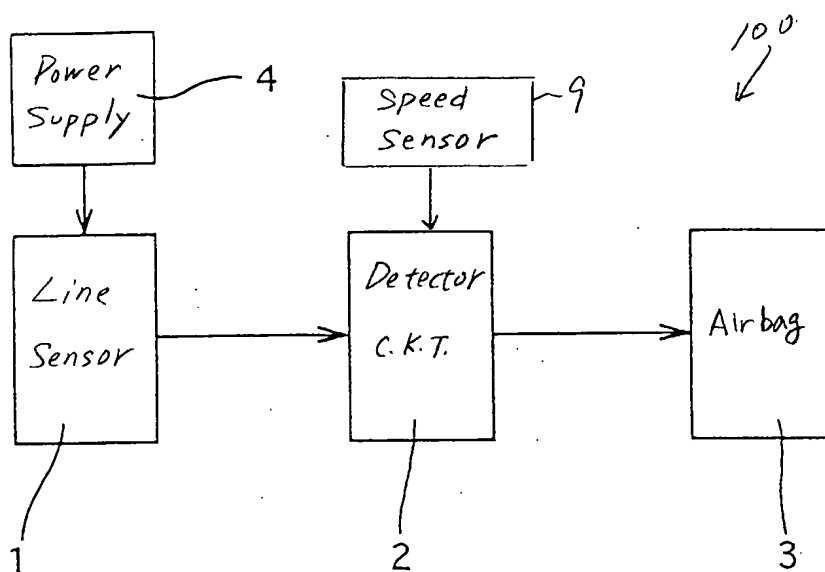 100
Power
Supply
4
Speed
Sensor
9
Line
Sensor
Detector
C.K.T.
Airbag
1
2
3